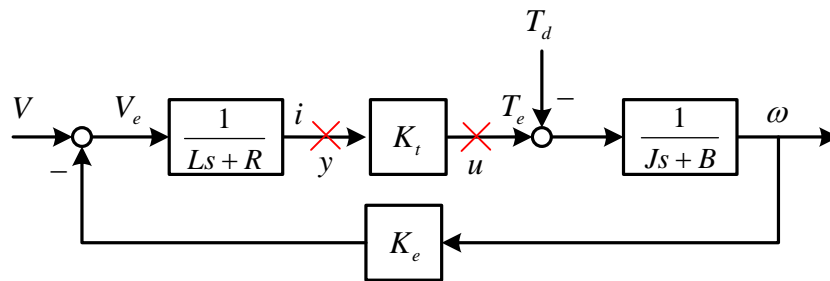 T_d
V
V_e
1
Ls + R
i
y
K_t
T_e
u
−
1
Js + B
ω
−
K_e